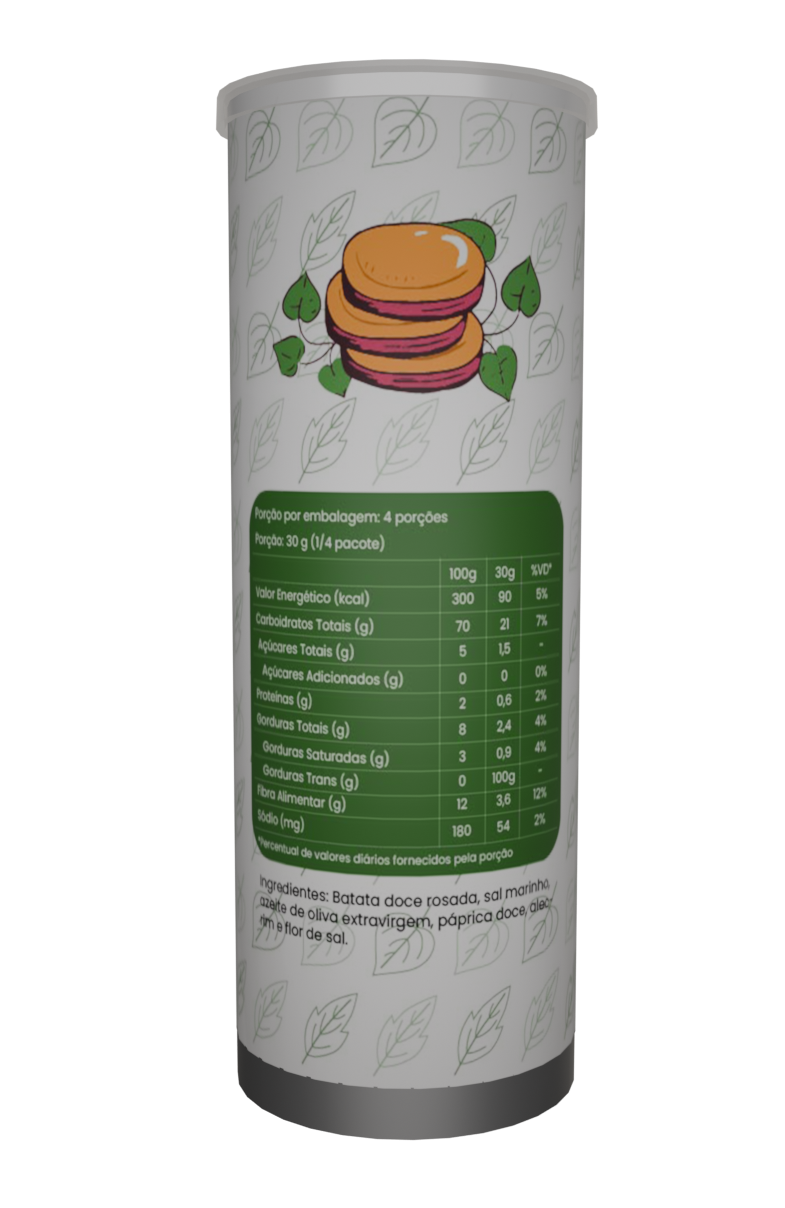 Porção por embalagem: 4 porções
Porção: 30 g (1/4 pacote)
100g 30g %VD*
Valor Energético (kcal) 300 90 5%
Carboidratos Totais (g) 70 21 7%
Açúcares Totais (g) 5 1,5 -
Açúcares Adicionados (g) 0 0 0%
Proteínas (g) 2 0,6 2%
Gorduras Totais (g) 8 2,4 4%
Gorduras Saturadas (g) 3 0,9 4%
Gorduras Trans (g) 0 100g -
Fibra Alimentar (g) 12 3,6 12%
Sódio (mg) 180 54 2%
*Percentual de valores diários fornecidos pela porção
Ingredientes: Batata doce rosada, sal marinho,
azeite de oliva extravirgem, páprica doce, alec-
rim e flor de sal.